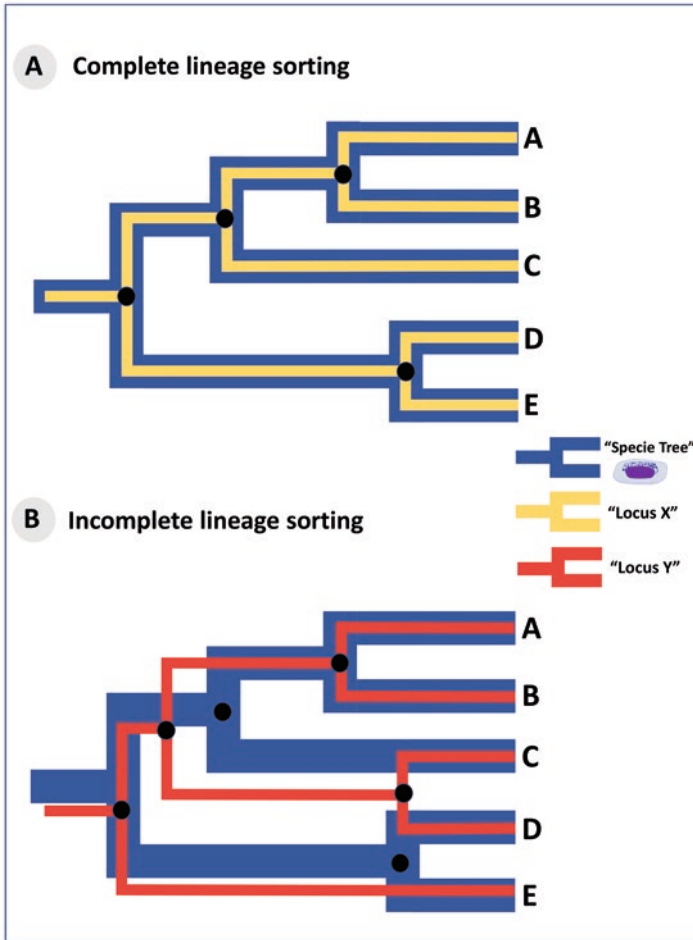 A Complete lineage sorting
A
B
C
D
E
"Specie Tree"
"Locus X"
"Locus Y"
B Incomplete lineage sorting
A
B
C
D
E